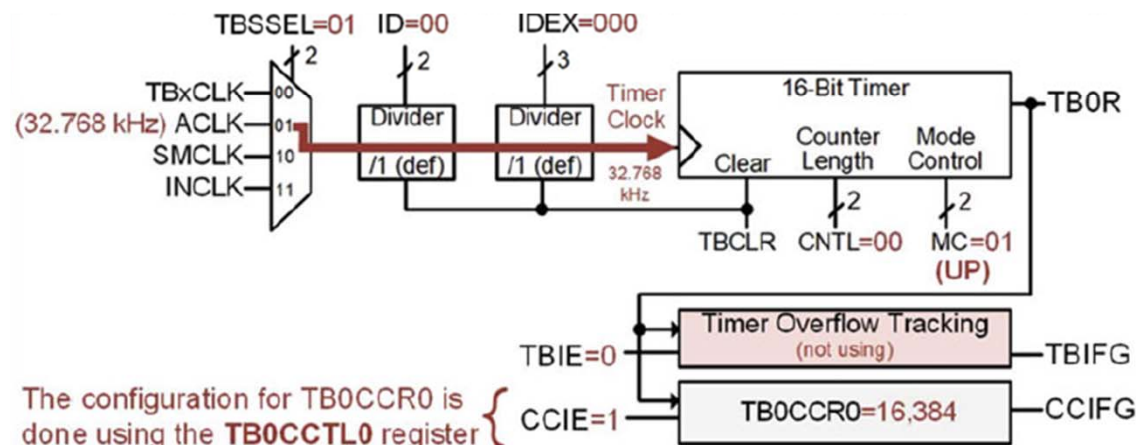 TBSSEL=01 ID=00 IDEX=000
2 2 3
TBxCLK 00
(32.768 kHz) ACLK 01
SMCLK 10
INCLK 11
Divider
/1 (def)
Divider
/1 (def)
Timer
Clock
32.768
kHz
16-Bit Timer
Clear
Counter
Length
Mode
Control
TB0R
2 2
TBCLR CNTL=00 MC=01
(UP)
Timer Overflow Tracking
(not using)
TBIE=0
TBIFG
The configuration for TB0CCR0 is
done using the TB0CCTL0 register
CCIE=1
TB0CCR0=16,384
CCIFG